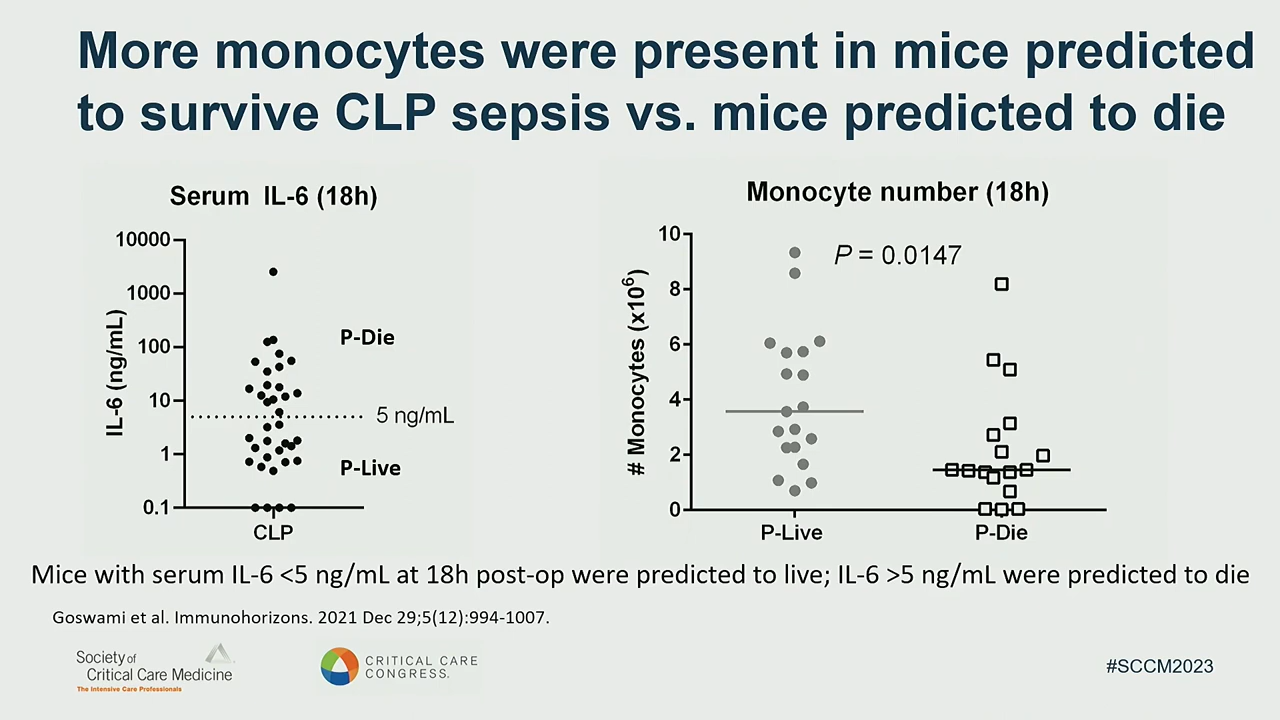 More monocytes were present in mice predicted
to survive CLP sepsis vs. mice predicted to die
Serum IL-6 (18h)
IL-6 (ng/mL)
10000
1000
100
10
1
0.1
P-Die
5 ng/mL
P-Live
CLP
Monocyte number (18h)
P = 0.0147
# Monocytes (x10⁶)
10
8
6
4
2
0
P-Live
P-Die
Mice with serum IL-6 <5 ng/mL at 18h post-op were predicted to live; IL-6 >5 ng/mL were predicted to die
Goswami et al. Immunohorizons. 2021 Dec 29;5(12):994-1007.
Society of
Critical Care Medicine
The Intensive Care Professionals
CRITICAL CARE
CONGRESS.
#SCCM2023